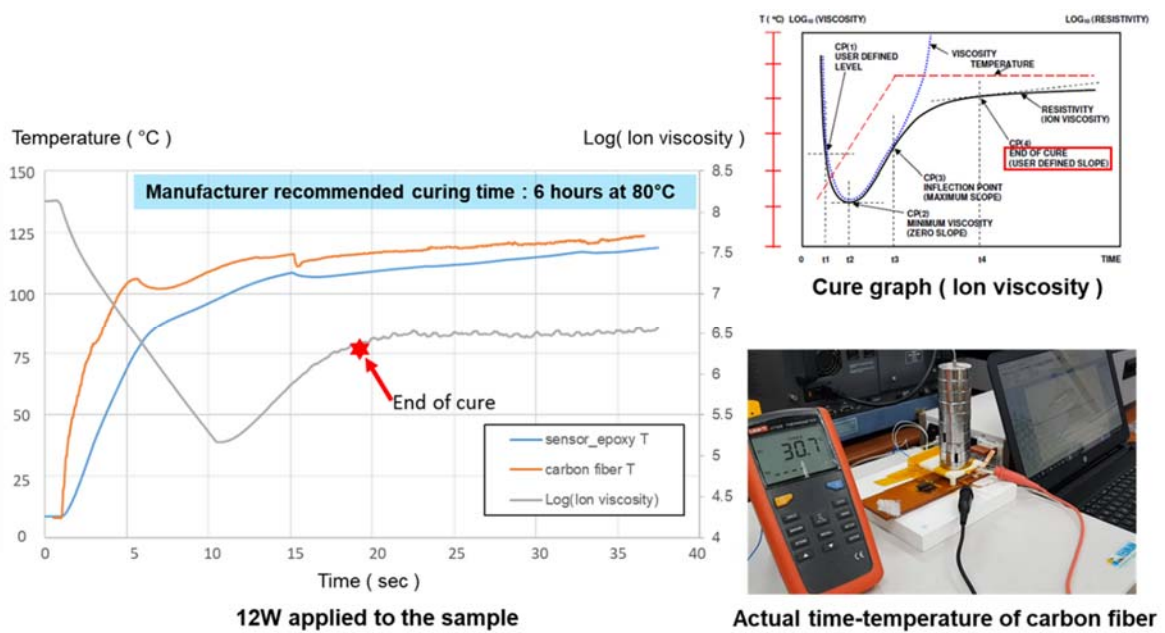 Temperature ( °C )
Log( Ion viscosity )
Manufacturer recommended curing time : 6 hours at 80°C
150
125
100
75
50
25
0
8.5
8
7.5
7
6.5
6
5.5
5
4.5
4
End of cure
sensor_epoxy T
carbon fiber T
Log(Ion viscosity)
0 5 10 15 20 25 30 35 40
Time ( sec )
12W applied to the sample
T ( °C) LOG₁₀ (VISCOSITY)
LOG₁₀ (RESISTIVITY)
CP(1)
USER DEFINED
LEVEL
VISCOSITY
TEMPERATURE
RESISTIVITY
(ION VISCOSITY)
CP(4)
END OF CURE
(USER DEFINED SLOPE)
CP(3)
INFLECTION POINT
(MAXIMUM SLOPE)
CP(2)
MINIMUM VISCOSITY
(ZERO SLOPE)
0 t1 t2 t3 t4 TIME
Cure graph ( Ion viscosity )
30.7
Actual time-temperature of carbon fiber